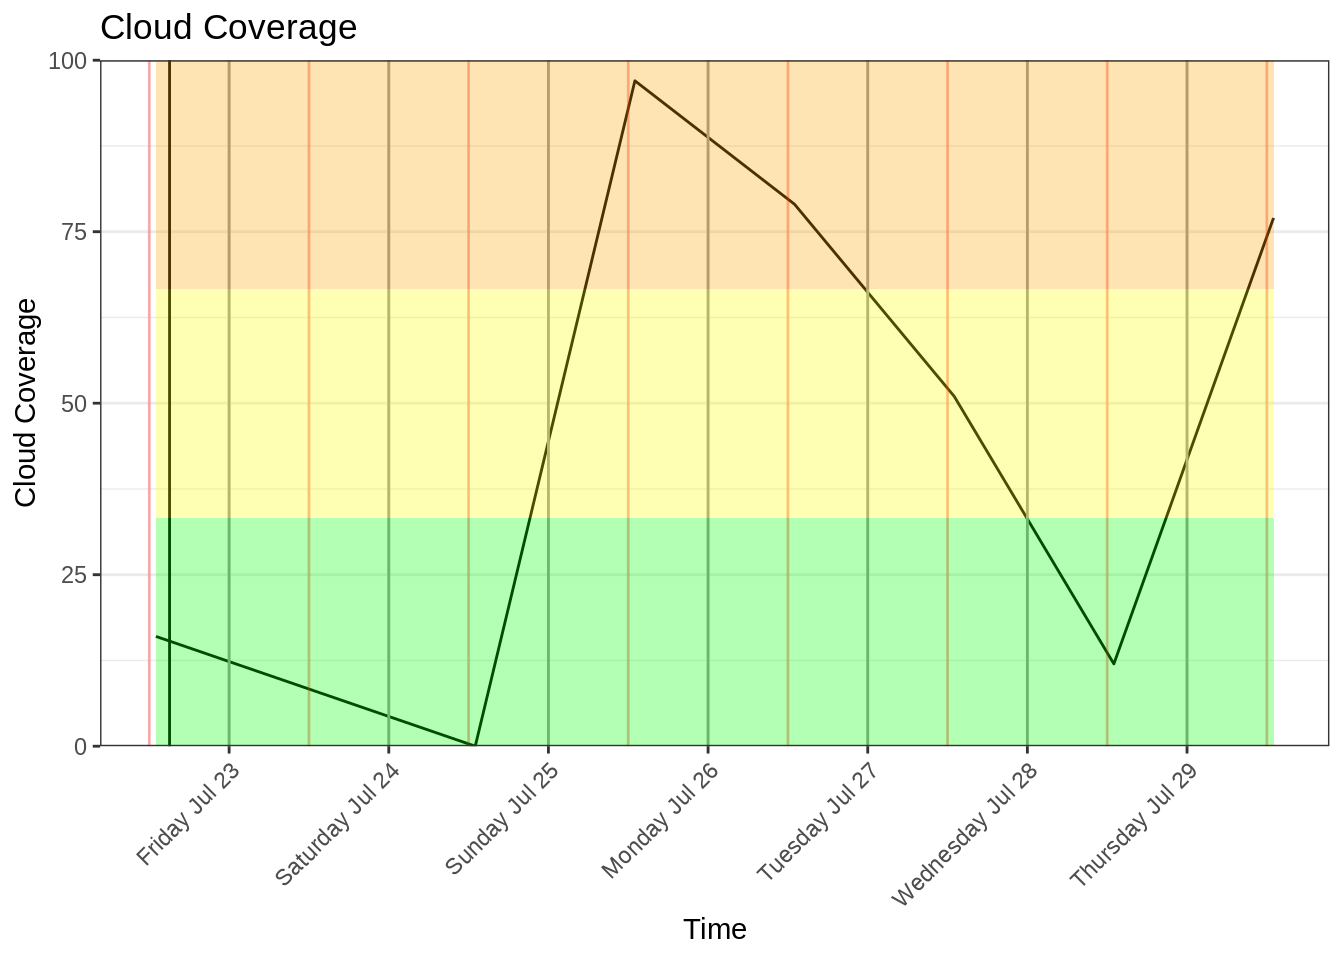 Cloud Coverage
100
75
50
25
0
Cloud Coverage
Friday Jul 23
Saturday Jul 24
Sunday Jul 25
Monday Jul 26
Tuesday Jul 27
Wednesday Jul 28
Thursday Jul 29
Time